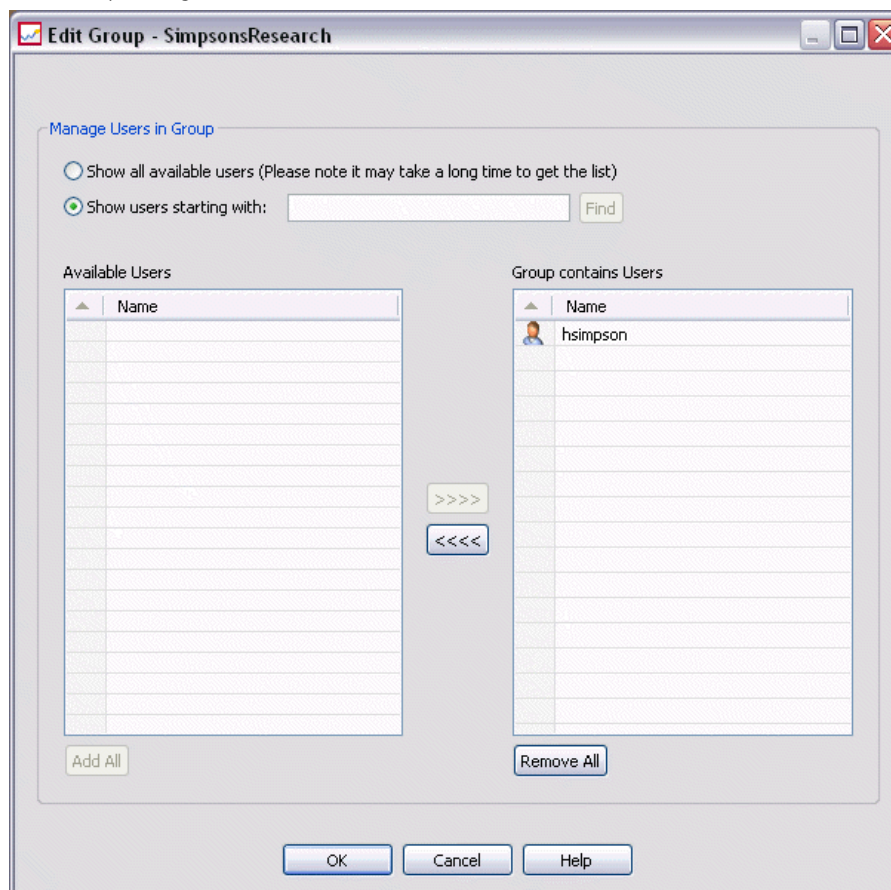 Edit Group - SimpsonsResearch
Manage Users in Group
Show all available users (Please note it may take a long time to get the list)
Show users starting with:
Find
Available Users
Name
Group contains Users
Name
hsimpson
>>>>
<<<<
Add All
Remove All
OK
Cancel
Help